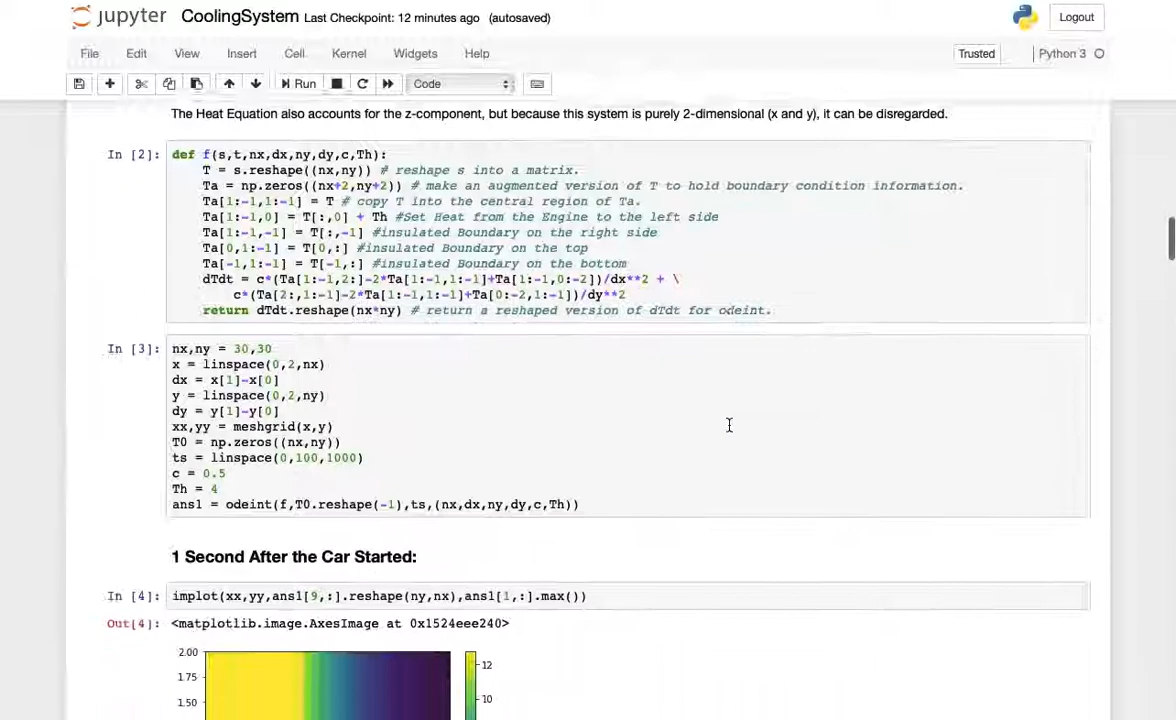 jupyter CoolingSystem Last Checkpoint: 12 minutes ago (autosaved) Logout
File Edit View Insert Cell Kernel Widgets Help Trusted Python 3
Run Code
The Heat Equation also accounts for the z-component, but because this system is purely 2-dimensional (x and y), it can be disregarded.
In [2]: def f(s,t,nx,dx,ny,dy,c,Th):
T = s.reshape((nx,ny)) # reshape s into a matrix.
Ta = np.zeros((nx+2,ny+2)) # make an augmented version of T to hold boundary condition information.
Ta[1:-1,1:-1] = T # copy T into the central region of Ta.
Ta[1:-1,0] = T[:,0] + Th #Set Heat from the Engine to the left side
Ta[1:-1,-1] = T[:,-1] #insulated Boundary on the right side
Ta[0,1:-1] = T[0,:] #insulated Boundary on the top
Ta[-1,1:-1] = T[-1,:] #insulated Boundary on the bottom
dTdt = c*(Ta[1:-1,2:]-2*Ta[1:-1,1:-1]+Ta[1:-1,0:-2])/dx**2 + \
c*(Ta[2:,1:-1]-2*Ta[1:-1,1:-1]+Ta[0:-2,1:-1])/dy**2
return dTdt.reshape(nx*ny) # return a reshaped version of dTdt for odeint.
In [3]: nx,ny = 30,30
x = linspace(0,2,nx)
dx = x[1]-x[0]
y = linspace(0,2,ny)
dy = y[1]-y[0]
xx,yy = meshgrid(x,y)
T0 = np.zeros((nx,ny))
ts = linspace(0,100,1000)
c = 0.5
Th = 4
ans1 = odeint(f,T0.reshape(-1),ts,(nx,dx,ny,dy,c,Th))
1 Second After the Car Started:
In [4]: implot(xx,yy,ans1[9,:].reshape(ny,nx),ans1[1,:].max())
Out[4]: <matplotlib.image.AxesImage at 0x1524eee240>
2.00
12
1.75
10
1.50